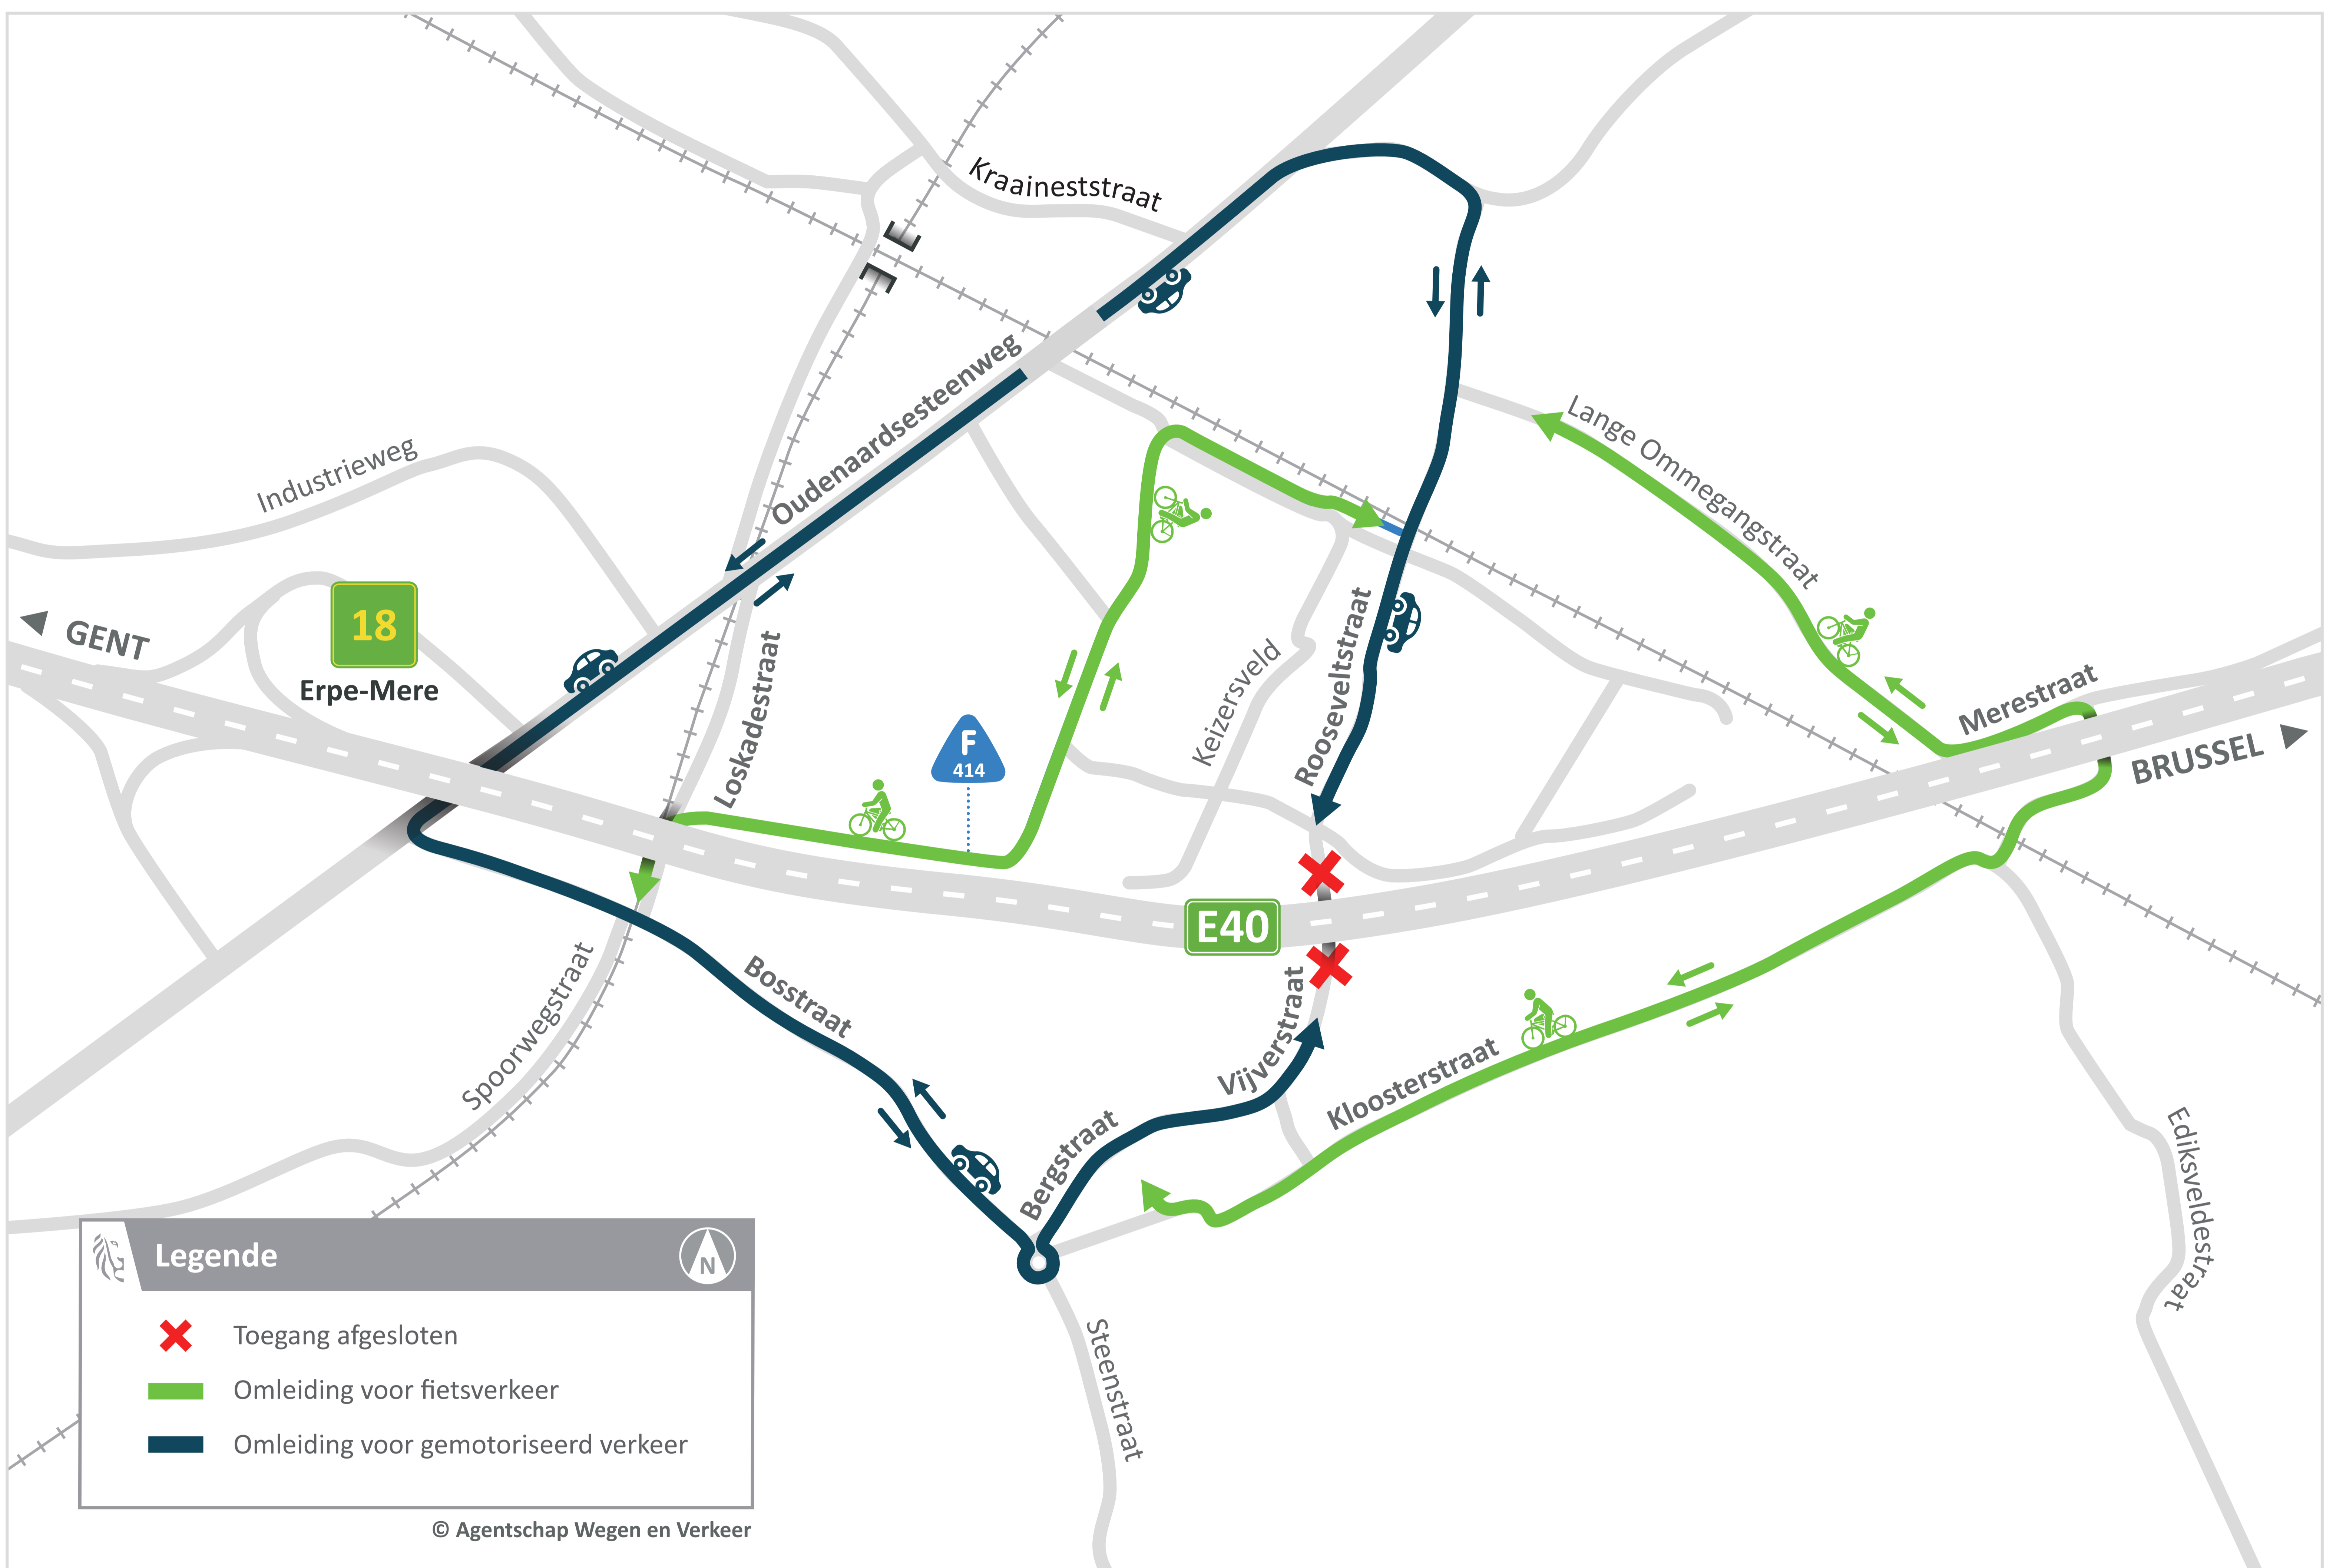 Kraaineststraat
Oudenaardsesteenweg
Lange Ommegangstraat
Industrieweg
GENT
18
Erpe-Mere
Loskadestraat
F
414
Keizersveld
Rooseveltstraat
Merestraat
BRUSSEL
E40
Spoorwegstraat
Bosstraat
Vijverstraat
Kloosterstraat
Bergstraat
Ediksveldestraat
Steenstraat
Legende
N
Toegang afgesloten
Omleiding voor fietsverkeer
Omleiding voor gemotoriseerd verkeer
© Agentschap Wegen en Verkeer